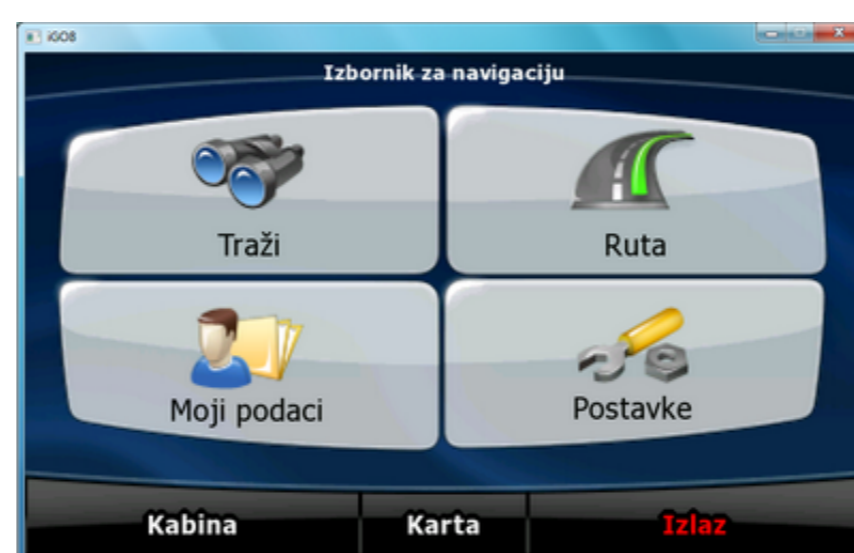 iGO8
Izbornik za navigaciju
Traži
Ruta
Moji podaci
Postavke
Kabina
Karta
Izlaz